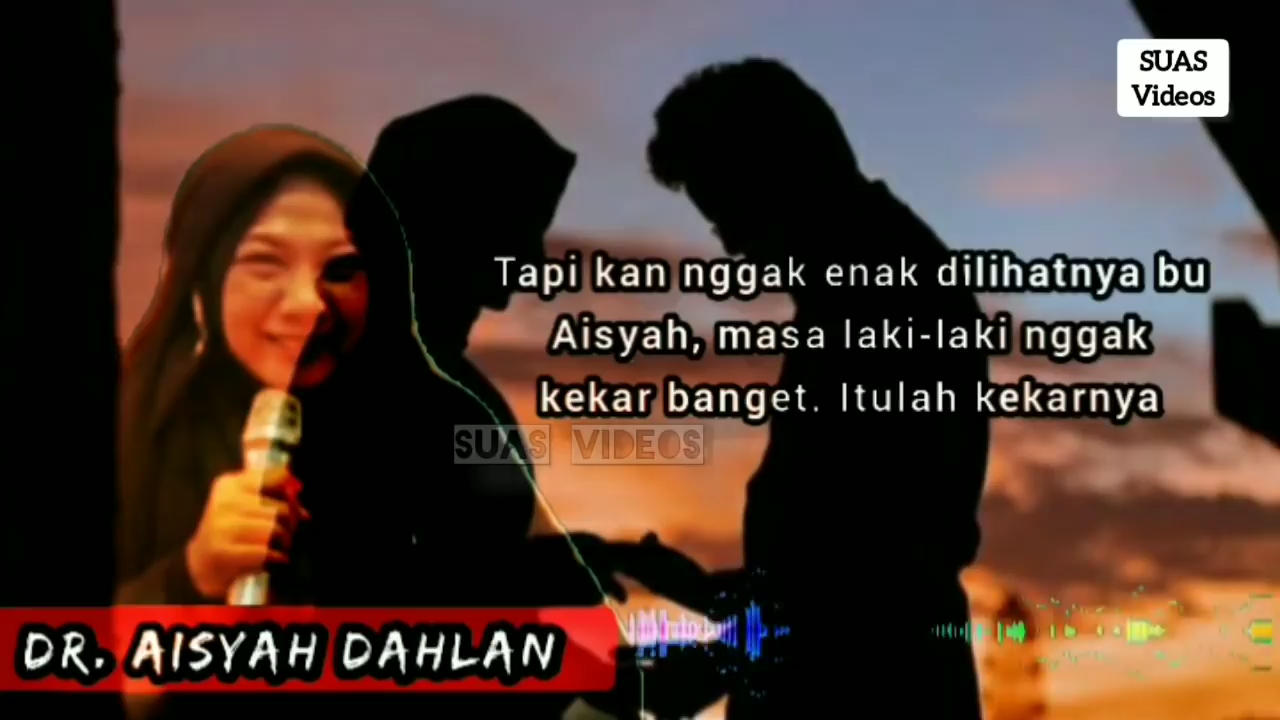 SUAS
Videos
Tapi kan nggak enak dilihatnya bu
Aisyah, masa laki-laki nggak
kekar banget. Itulah kekarnya
SUAS VIDEOS
DR. AISYAH DAHLAN